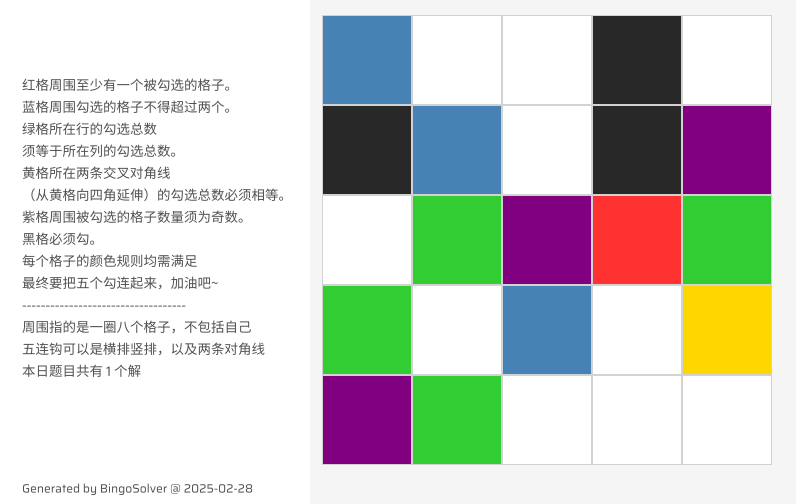 红格周围至少有一个被勾选的格子。
蓝格周围勾选的格子不得超过两个。
绿格所在行的勾选总数
须等于所在列的勾选总数。
黄格所在两条交叉对角线
（从黄格向四角延伸）的勾选总数必须相等。
紫格周围被勾选的格子数量须为奇数。
黑格必须勾。
每个格子的颜色规则均需满足
最终要把五个勾连起来，加油吧~
-----------------------------------
周围指的是一圈八个格子，不包括自己
五连钩可以是横排竖排，以及两条对角线
本日题目共有1个解
Generated by BingoSolver @ 2025-02-28